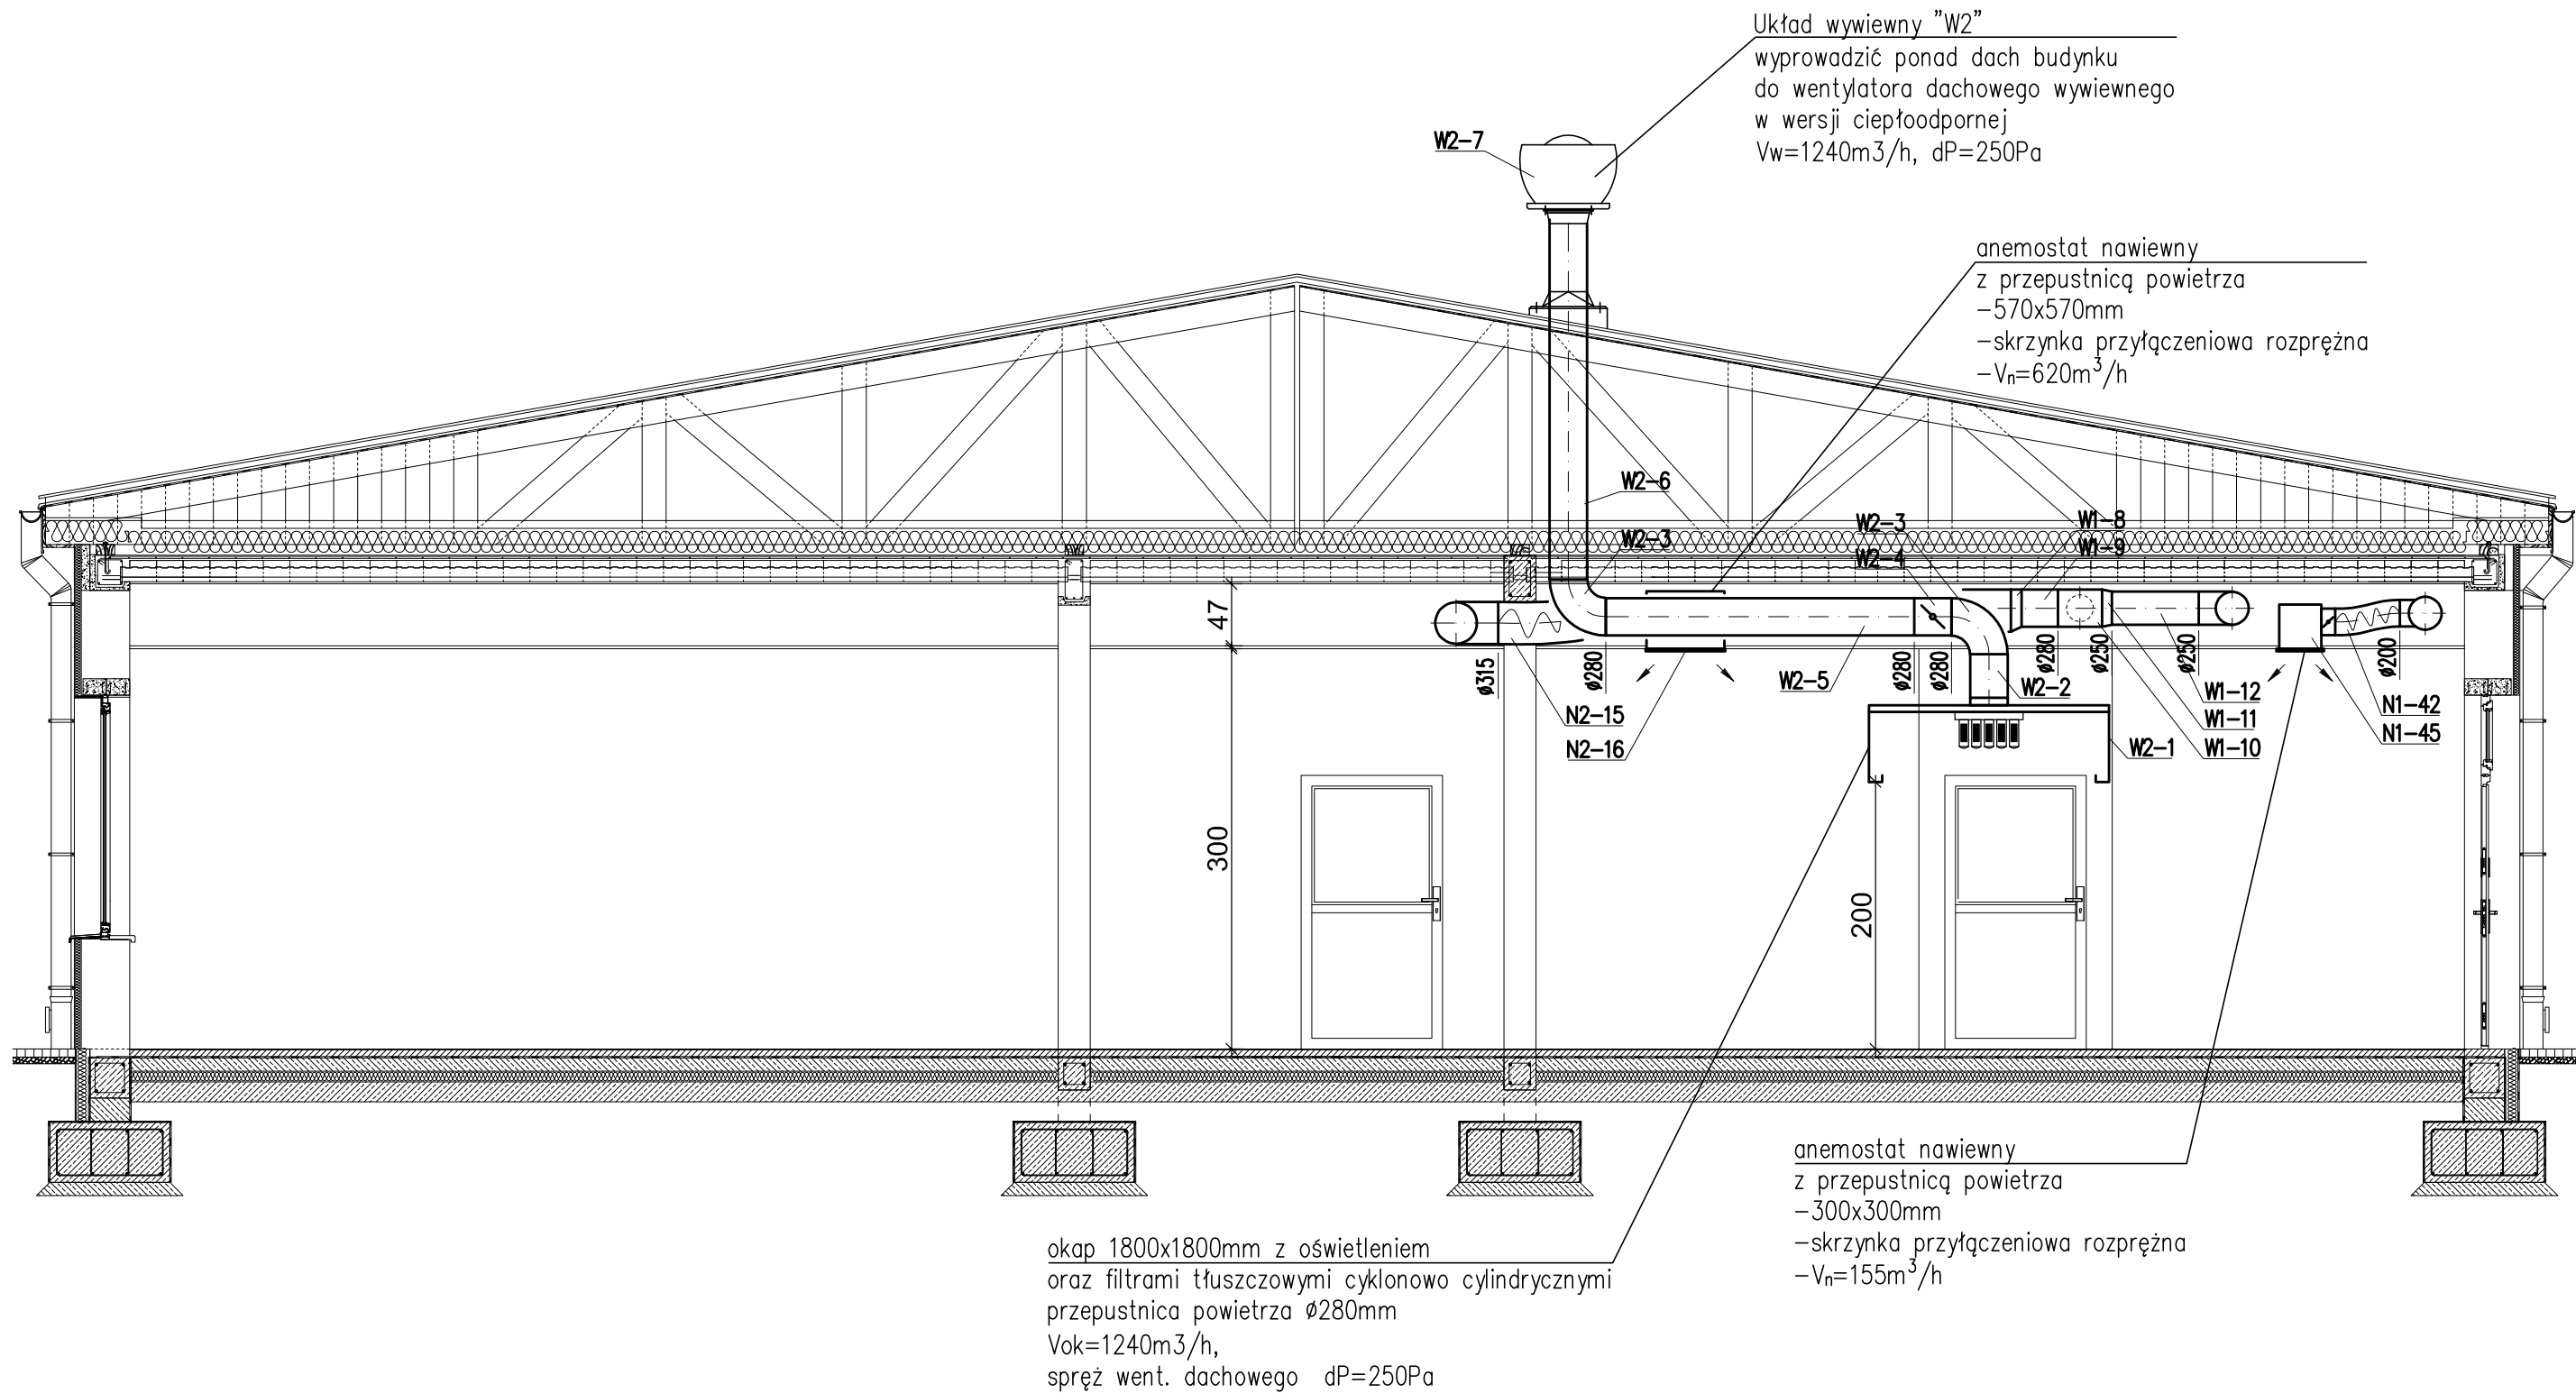 Układ wywiewny "W2"
wyprowadzić ponad dach budynku
do wentylatora dachowego wywiewnego
w wersji ciepłoodpornej
Vw=1240m3/h, dP=250Pa
W2-7
anemostat nawiewny
z przepustnicą powietrza
-570x570mm
-skrzynka przyłączeniowa rozprężna
-Vn=620m³/h
W2-6
W2-3
W2-3
W2-4
W1-8
W1-9
47
ø315
ø280
ø280
ø280
ø280
ø250
ø250
ø200
W2-5
W2-2
W1-12
W1-11
W1-10
N1-42
N1-45
N2-15
N2-16
W2-1
300
200
anemostat nawiewny
z przepustnicą powietrza
-300x300mm
-skrzynka przyłączeniowa rozprężna
-Vn=155m³/h
okap 1800x1800mm z oświetleniem
oraz filtrami tłuszczowymi cyklonowo cylindrycznymi
przepustnica powietrza ø280mm
Vok=1240m3/h,
spręż went. dachowego dP=250Pa